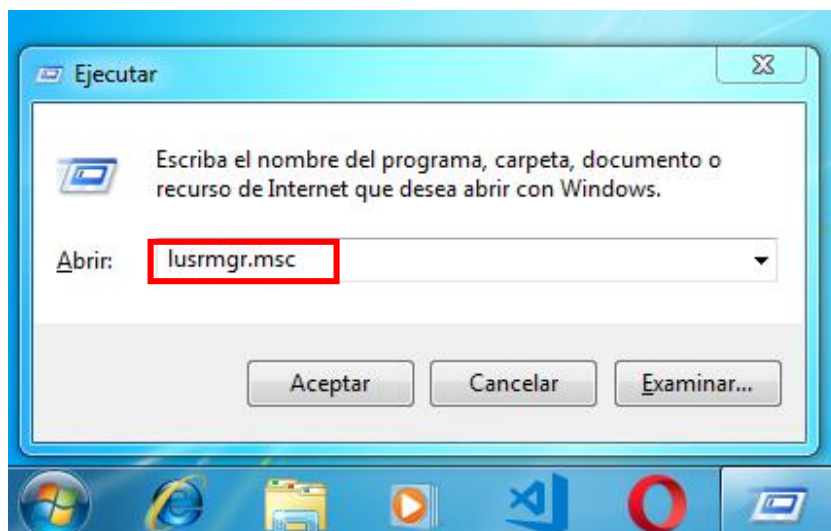 Ejecutar
Escriba el nombre del programa, carpeta, documento o
recurso de Internet que desea abrir con Windows.
Abrir: lusrmgr.msc
Aceptar Cancelar Examinar...